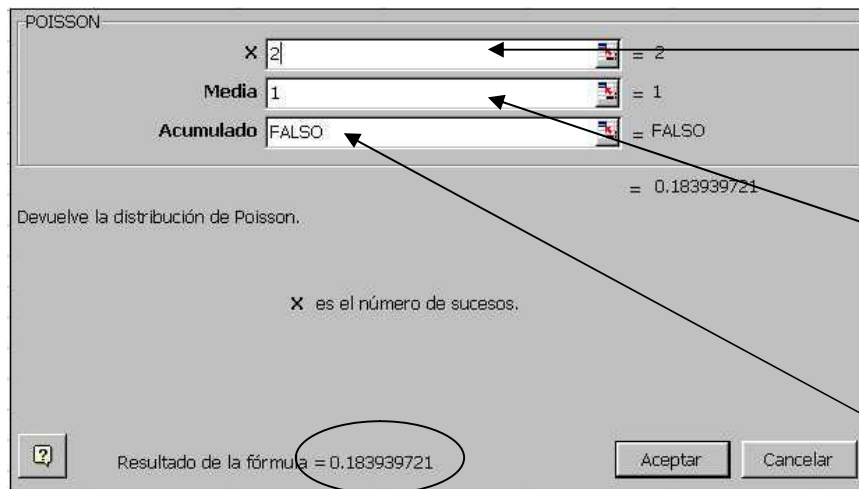 POISSON
X 2 = 2
Media 1 = 1
Acumulado FALSO = FALSO
= 0.183939721
Devuelve la distribución de Poisson.
X es el número de sucesos.
Resultado de la fórmula = 0.183939721 Aceptar Cancelar